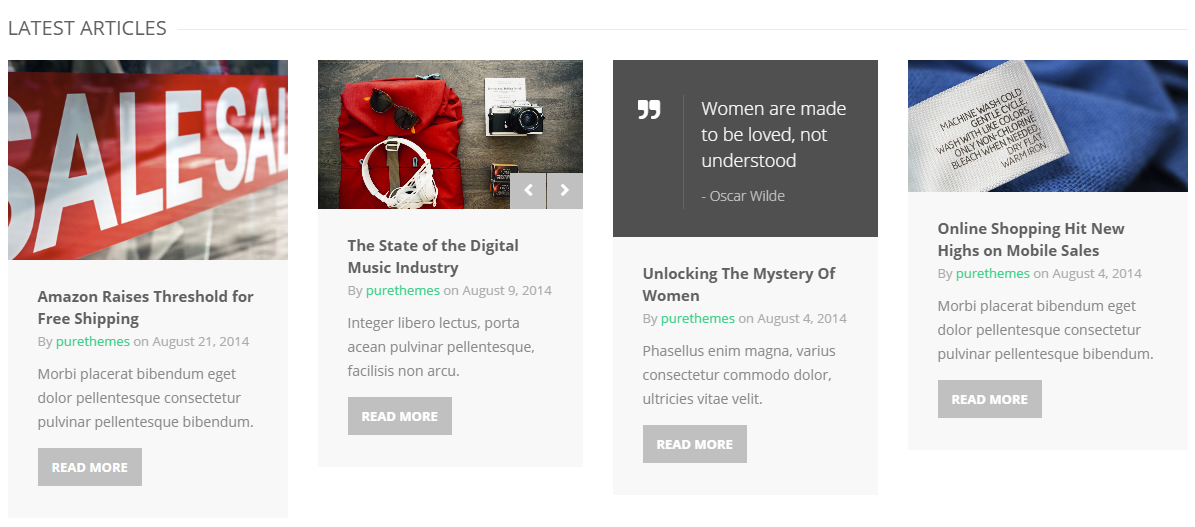 LATEST ARTICLES
SALE SAL
Amazon Raises Threshold for
Free Shipping
By purethemes on August 21, 2014
Morbi placerat bibendum eget
dolor pellentesque consectetur
pulvinar pellentesque bibendum.
READ MORE
The State of the Digital
Music Industry
By purethemes on August 9, 2014
Integer libero lectus, porta
acean pulvinar pellentesque,
facilisis non arcu.
READ MORE
Women are made
to be loved, not
understood
- Oscar Wilde
Unlocking The Mystery Of
Women
By purethemes on August 4, 2014
Phasellus enim magna, varius
consectetur commodo dolor,
ultricies vitae velit.
READ MORE
MACHINE WASH COLD
GENTLE CYCLE.
WASH WITH LIKE COLORS,
ONLY NON-CHLORINE
BLEACH WHEN NEEDED,
DRY FLAT,
WARM IRON.
Online Shopping Hit New
Highs on Mobile Sales
By purethemes on August 4, 2014
Morbi placerat bibendum eget
dolor pellentesque consectetur
pulvinar pellentesque bibendum.
READ MORE